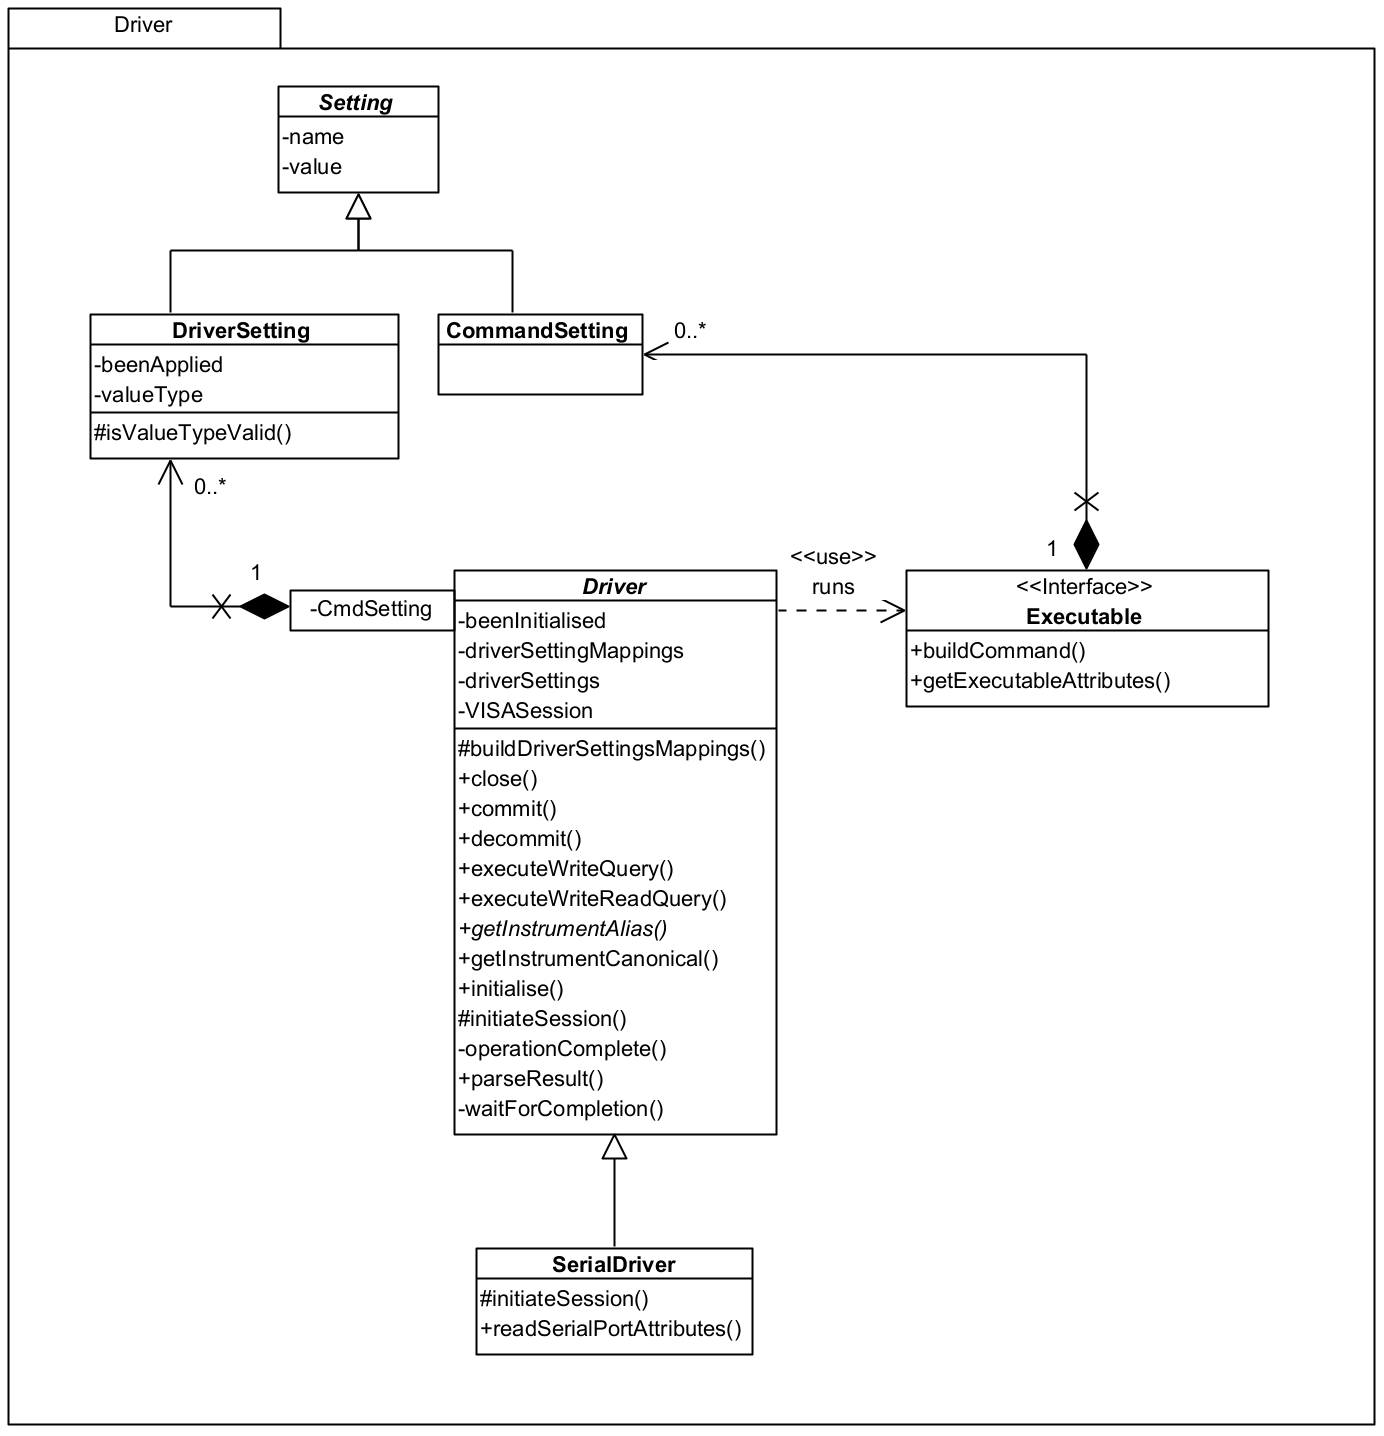 Driver
Setting
-name
-value
DriverSetting
-beenApplied
-valueType
#isValueTypeValid()
CommandSetting
0..*
0..*
1
-CmdSetting
Driver
-beenInitialised
-driverSettingMappings
-driverSettings
-VISASession
#buildDriverSettingsMappings()
+close()
+commit()
+decommit()
+executeWriteQuery()
+executeWriteReadQuery()
+getInstrumentAlias()
+getInstrumentCanonical()
+initialise()
#initiateSession()
-operationComplete()
+parseResult()
-waitForCompletion()
<<use>>
runs
1
<<Interface>>
Executable
+buildCommand()
+getExecutableAttributes()
SerialDriver
#initiateSession()
+readSerialPortAttributes()